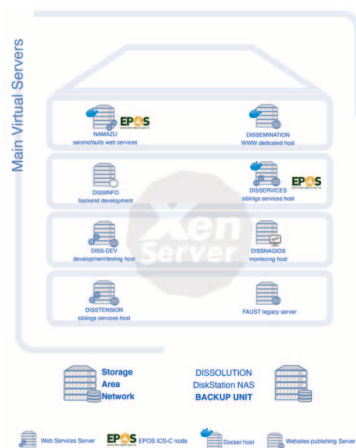 Main Virtual Servers
EPOS
NAMAZU
seismofaults web services
DISSEMINATION
WWW dedicated host
DISSINFO
backend development
EPOS
DISSERVICES
siblings services host
Xen
Server
DISS-DEV
development/testing host
DISSNAGIOS
monitoring host
DISSTENSION
siblings services host
FAUST legacy server
Storage
Area
Network
DISSOLUTION
DiskStation NAS
BACKUP UNIT
Web Services Server
EPOS EPOS ICS-C node
Docker host
Websites publishing Server